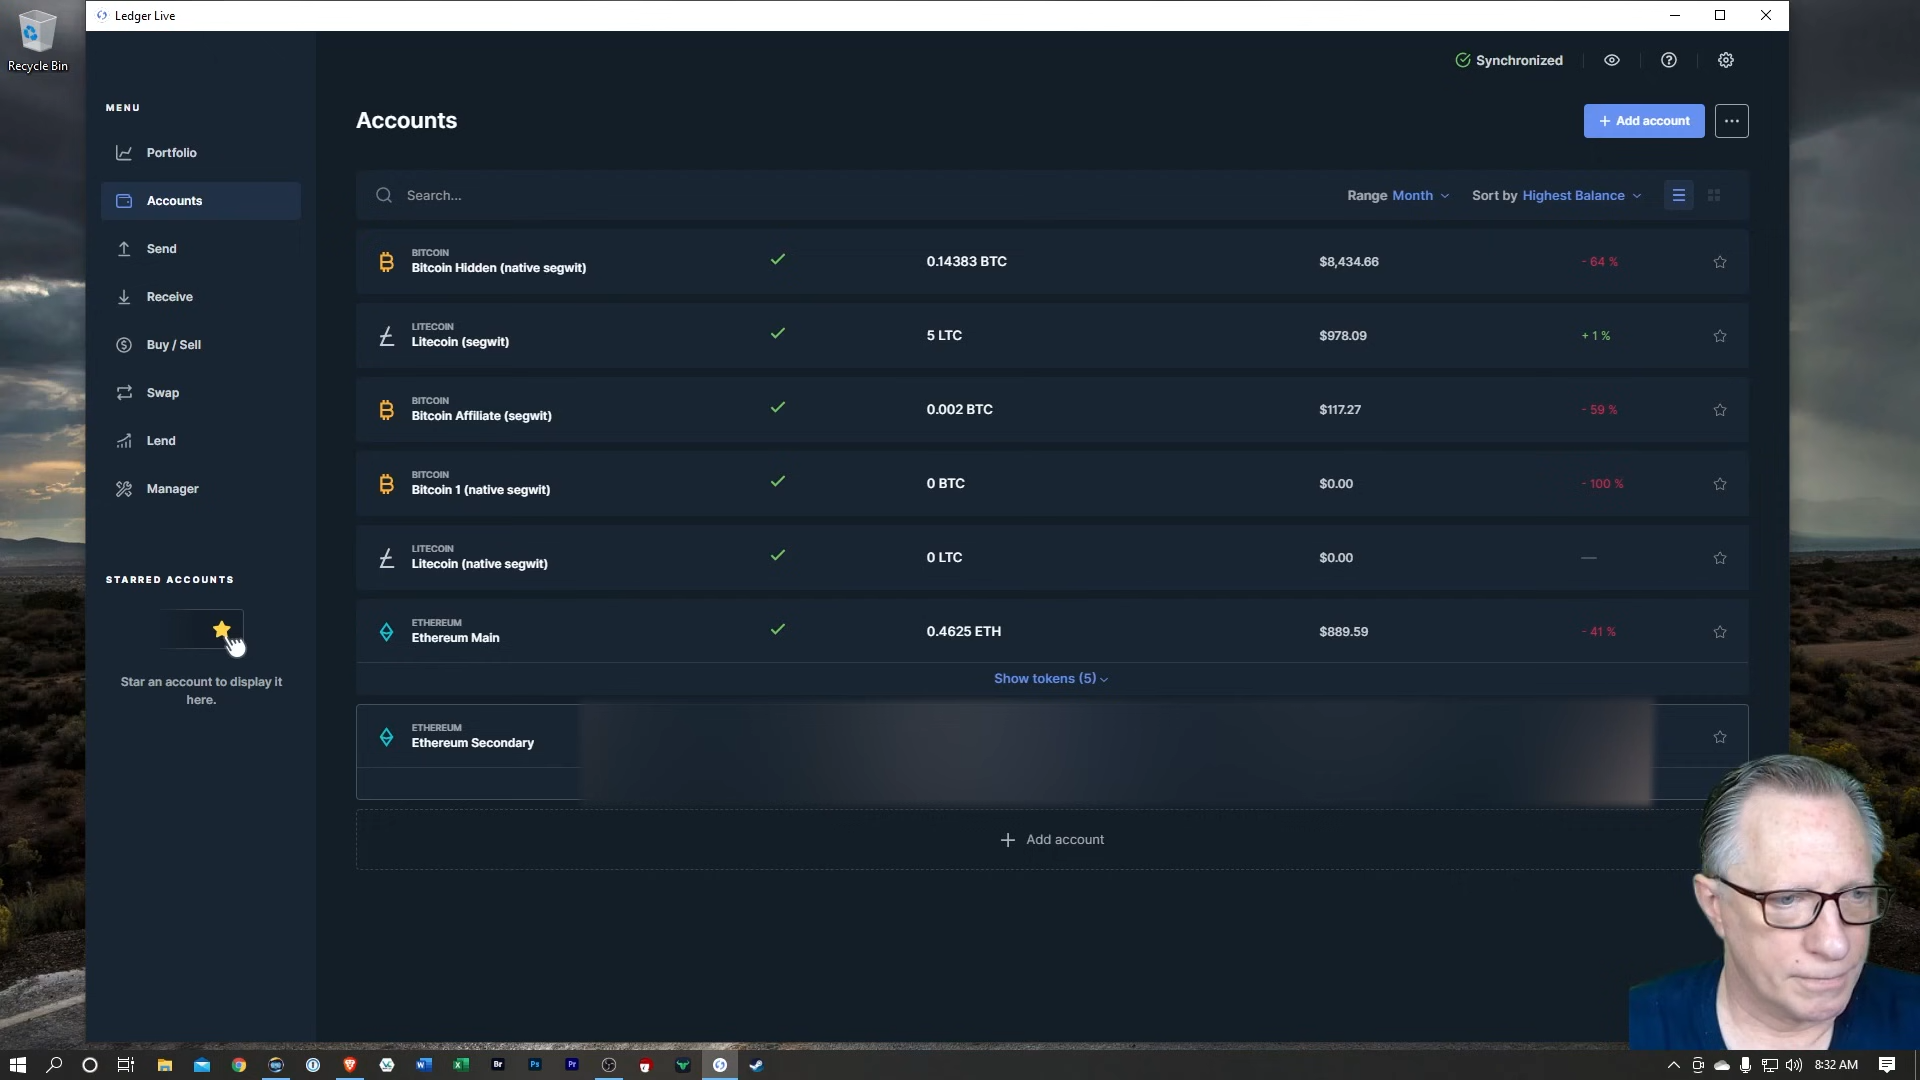 Ledger Live
Recycle Bin
Synchronized
MENU
Portfolio
Accounts
Send
Receive
Buy / Sell
Swap
Lend
Manager
STARRED ACCOUNTS
Star an account to display it
here.
Accounts
+ Add account
Search...
Range Month
Sort by Highest Balance
BITCOIN
Bitcoin Hidden (native segwit)
0.14383 BTC
$8,434.66
- 64 %
LITECOIN
Litecoin (segwit)
5 LTC
$978.09
+ 1 %
BITCOIN
Bitcoin Affiliate (segwit)
0.002 BTC
$117.27
- 59 %
BITCOIN
Bitcoin 1 (native segwit)
0 BTC
$0.00
- 100 %
LITECOIN
Litecoin (native segwit)
0 LTC
$0.00
—
ETHEREUM
Ethereum Main
0.4625 ETH
$889.59
- 41 %
Show tokens (5)
ETHEREUM
Ethereum Secondary
+ Add account
Br
Ps
Pr
8:32 AM